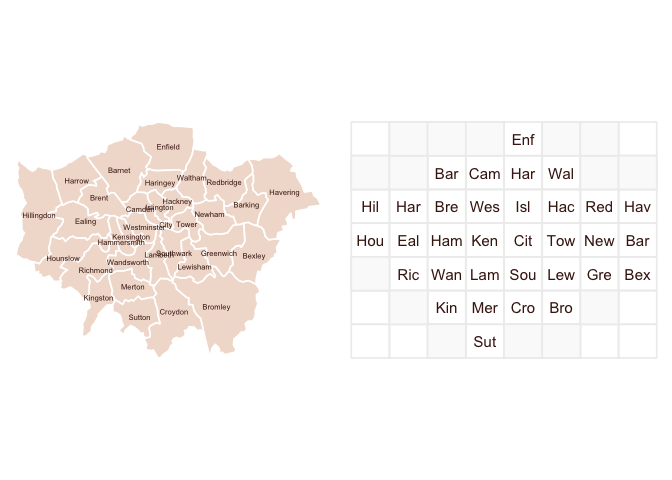 Enfield
Barnet
Harrow
Haringey
Waltham
Redbridge
Havering
Brent
Camden
Islington
Hackney
Barking
Hillingdon
Ealing
Westminster
City
Tower
Newham
Kensington
Hammersmith
Hounslow
Richmond
Wandsworth
Lambeth
Southwark
Lewisham
Greenwich
Bexley
Kingston
Merton
Sutton
Croydon
Bromley
Enf
Bar Cam Har Wal
Hil Har Bre Wes Isl Hac Red Hav
Hou Eal Ham Ken Cit Tow New Bar
Ric Wan Lam Sou Lew Gre Bex
Kin Mer Cro Bro
Sut